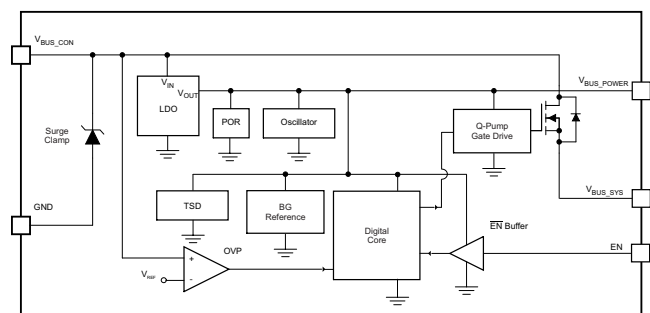 VBUS_CON
VIN
VOUT
LDO
POR
Oscillator
VBUS_POWER
Surge
Clamp
Q-Pump
Gate Drive
GND
TSD
BG
Reference
Digital
Core
EN Buffer
VBUS_SYS
OVP
EN
VREF
+
-